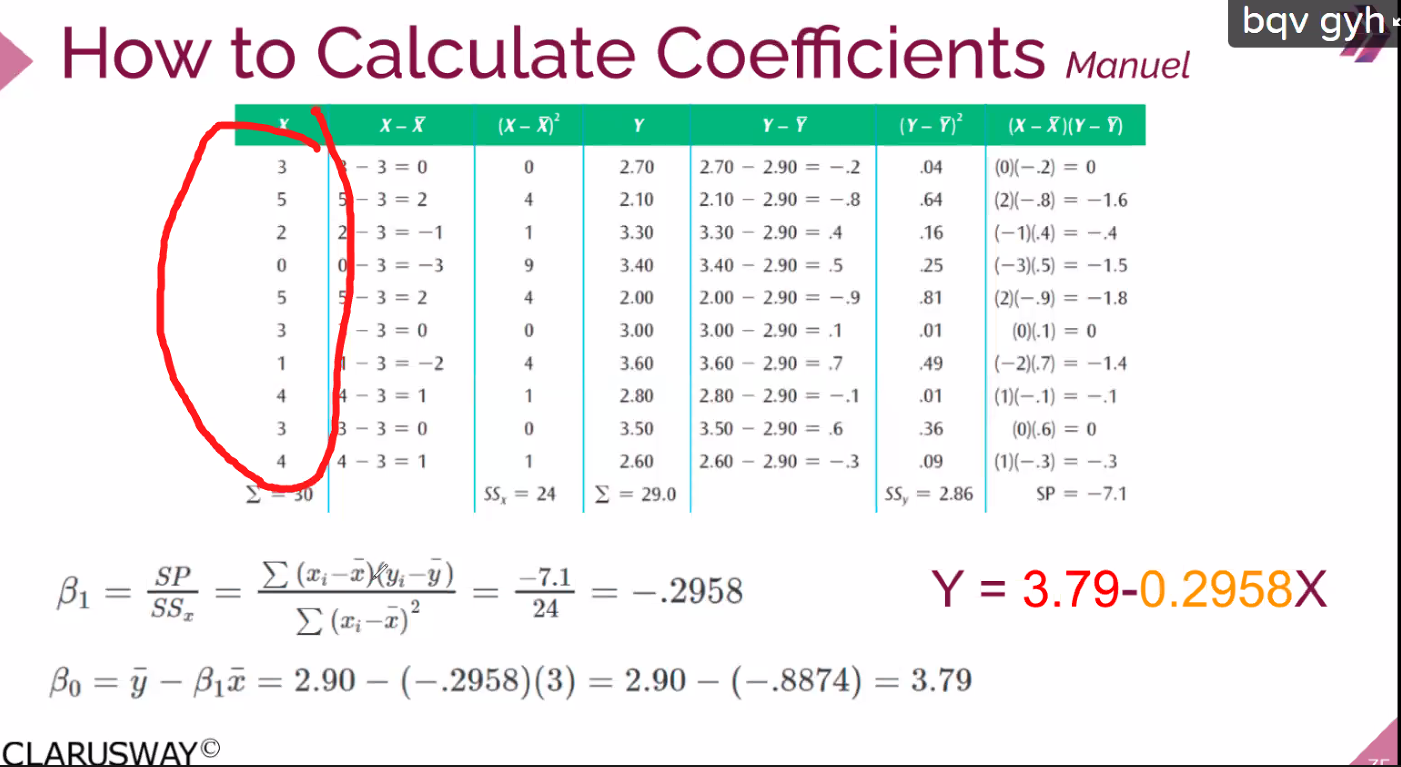 bqv gyh
How to Calculate Coefficients Manuel
X X – X̄ (X – X̄)² Y Y – Ȳ (Y – Ȳ)² (X – X̄)(Y – Ȳ)
3 3 – 3 = 0 0 2.70 2.70 – 2.90 = –.2 .04 (0)(–.2) = 0
5 5 – 3 = 2 4 2.10 2.10 – 2.90 = –.8 .64 (2)(–.8) = –1.6
2 2 – 3 = –1 1 3.30 3.30 – 2.90 = .4 .16 (–1)(.4) = –.4
0 0 – 3 = –3 9 3.40 3.40 – 2.90 = .5 .25 (–3)(.5) = –1.5
5 5 – 3 = 2 4 2.00 2.00 – 2.90 = –.9 .81 (2)(–.9) = –1.8
3 – 3 = 0 0 3.00 3.00 – 2.90 = .1 .01 (0)(.1) = 0
1 1 – 3 = –2 4 3.60 3.60 – 2.90 = .7 .49 (–2)(.7) = –1.4
4 4 – 3 = 1 1 2.80 2.80 – 2.90 = –.1 .01 (1)(–.1) = –.1
3 3 – 3 = 0 0 3.50 3.50 – 2.90 = .6 .36 (0)(.6) = 0
4 4 – 3 = 1 1 2.60 2.60 – 2.90 = –.3 .09 (1)(–.3) = –.3
Σ = 30 SSₓ = 24 Σ = 29.0 SSᵧ = 2.86 SP = –7.1
β₁ = SP/SSₓ = Σ(xᵢ–x̄)(yᵢ–ȳ) / Σ(xᵢ–x̄)² = –7.1/24 = –.2958
Y = 3.79-0.2958X
β₀ = ȳ – β₁x̄ = 2.90 – (–.2958)(3) = 2.90 – (–.8874) = 3.79
CLARUSWAY©